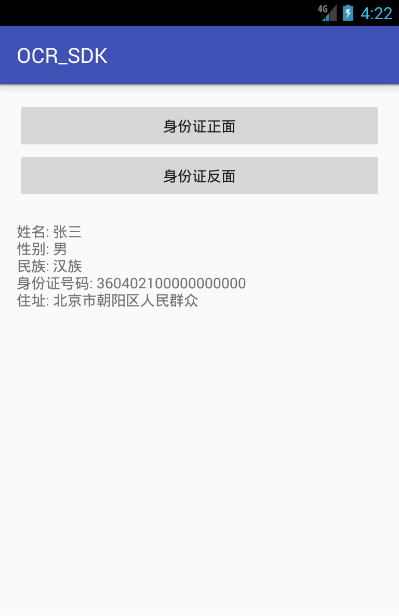 4G 4:22
OCR_SDK
身份证正面
身份证反面
姓名: 张三
性别: 男
民族: 汉族
身份证号码: 360402100000000000
住址: 北京市朝阳区人民群众